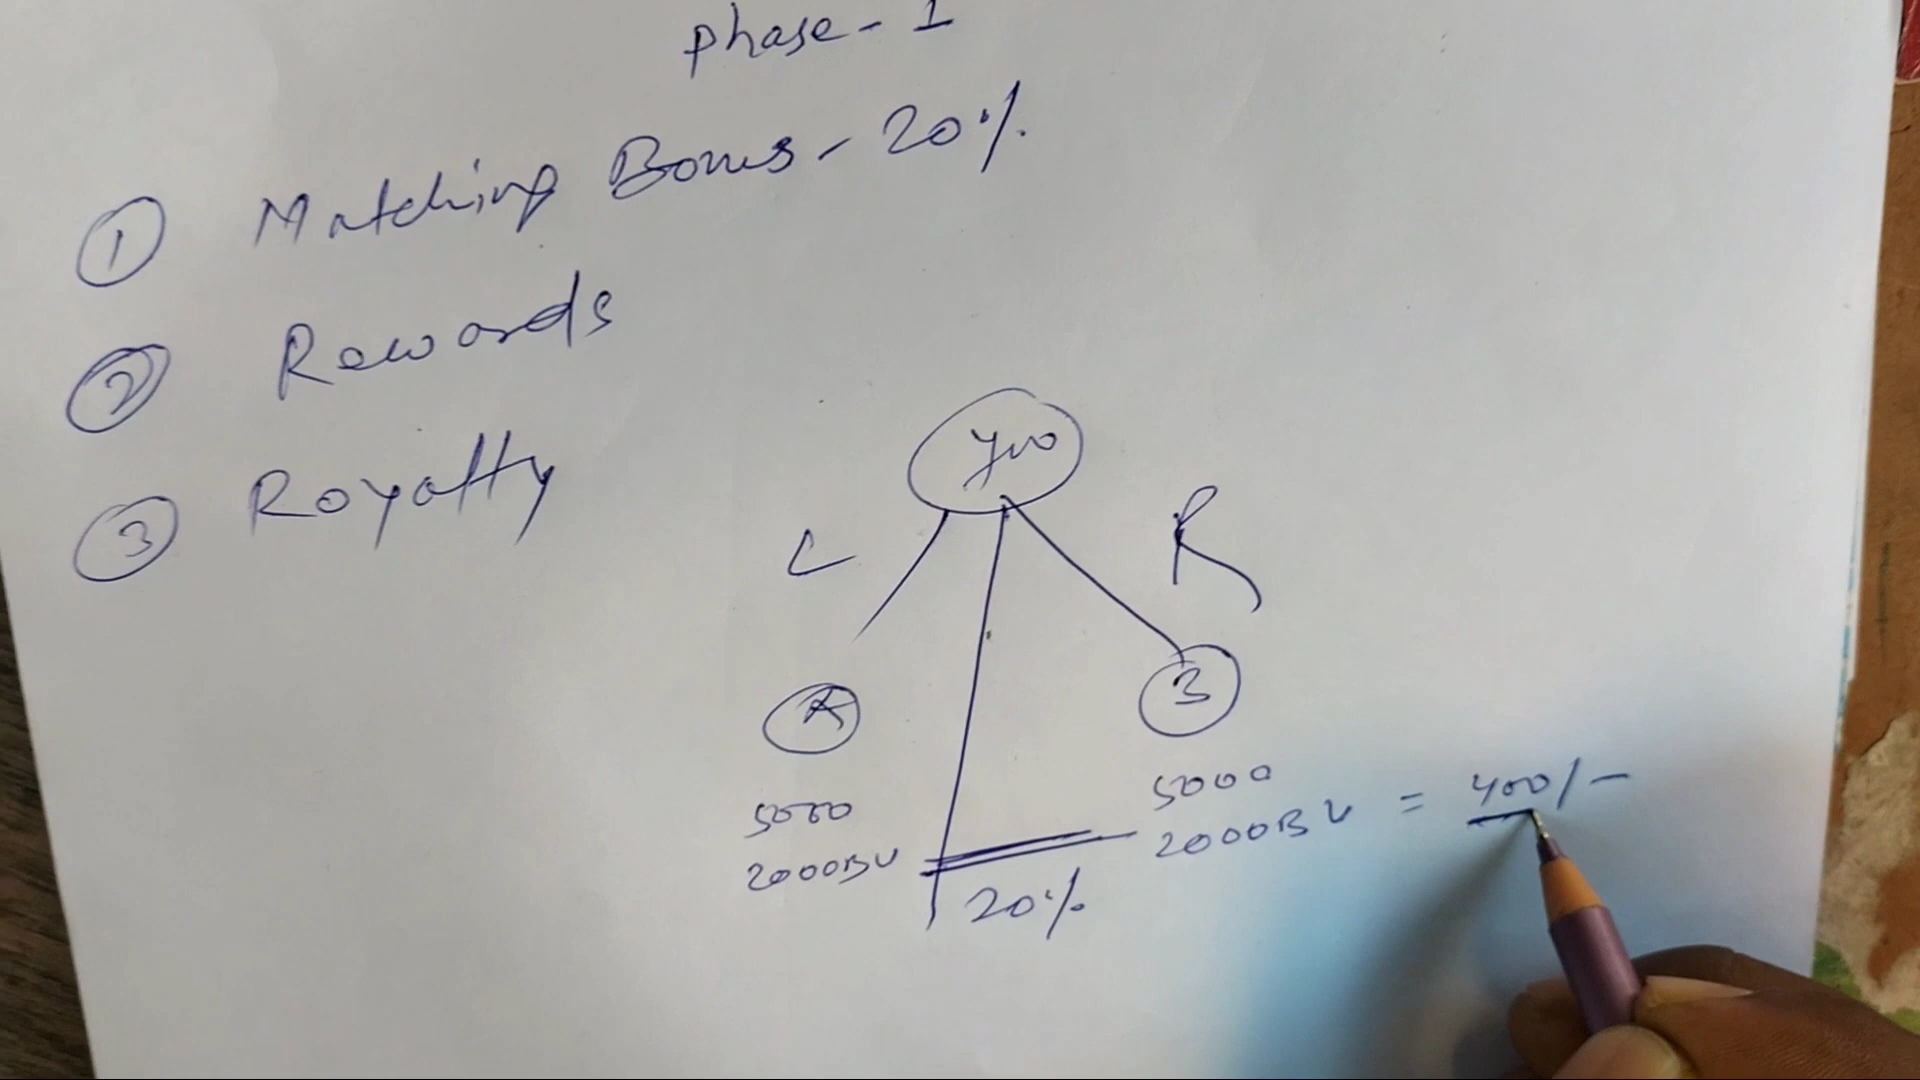 Phase - 1
① Matching Bonus - 20%
② Rewards
③ Royalty
You
L R
A B
5000 5000
2000BV 2000BV = 400/-
20%